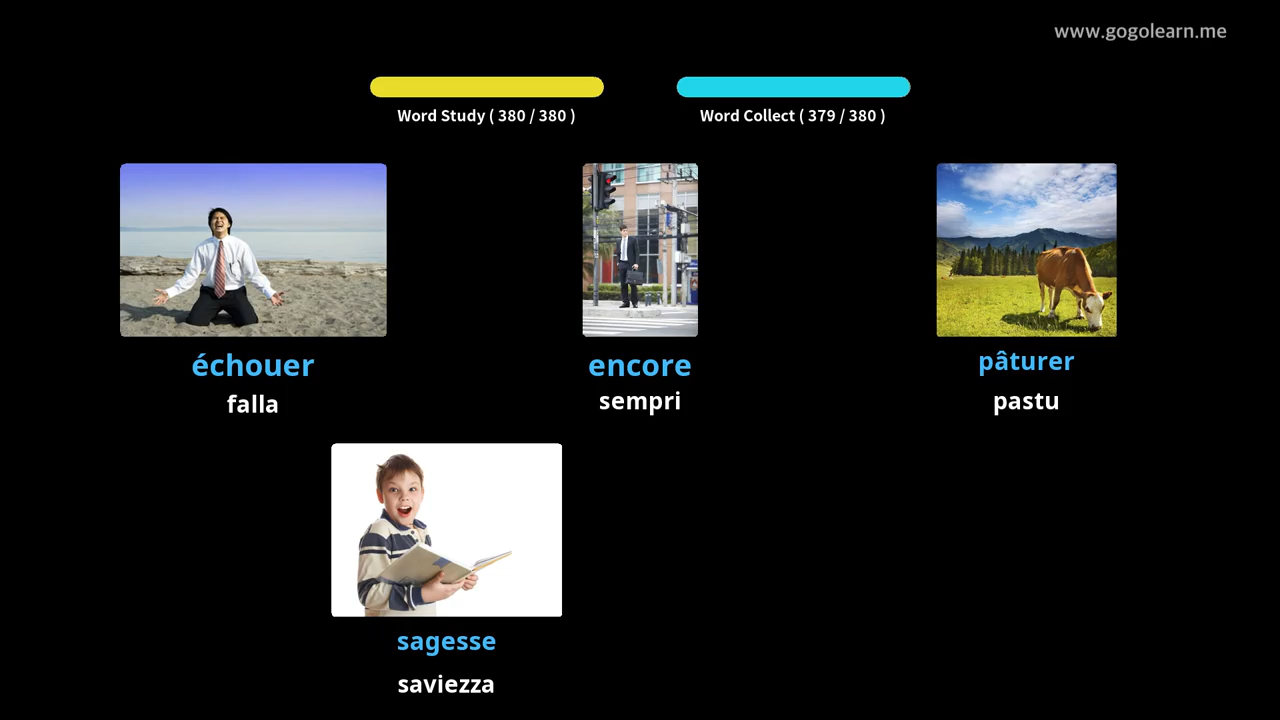 www.gogolearn.me
Word Study ( 380 / 380 )
Word Collect ( 379 / 380 )
échouer
falla
encore
sempri
pâturer
pastu
sagesse
saviezza